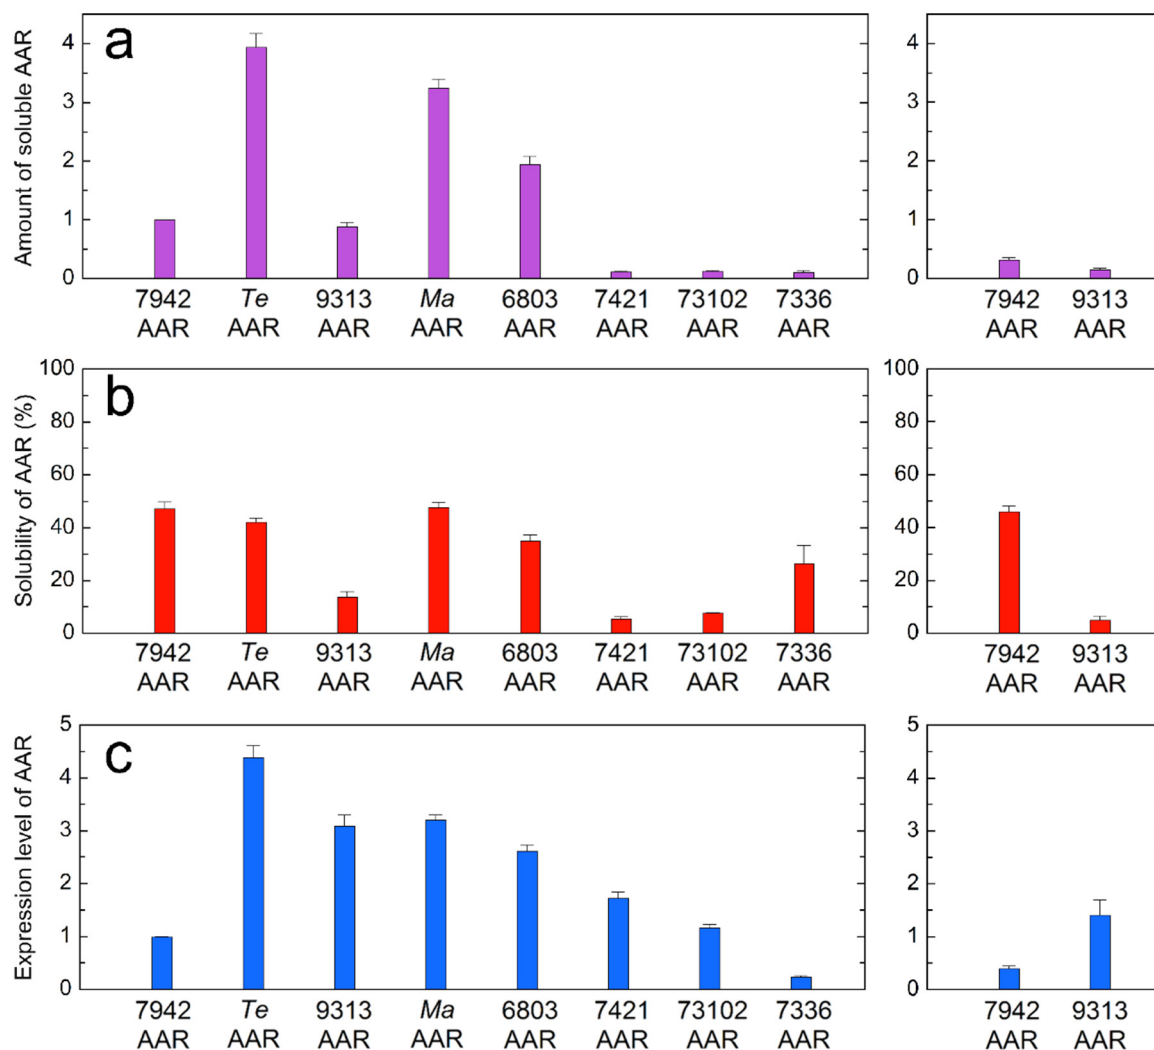 a
Amount of soluble AAR
4
3
2
1
0
7942 Te 9313 Ma 6803 7421 73102 7336
AAR AAR AAR AAR AAR AAR AAR AAR
4
3
2
1
0
7942 9313
AAR AAR
b
Solubility of AAR (%)
100
80
60
40
20
0
7942 Te 9313 Ma 6803 7421 73102 7336
AAR AAR AAR AAR AAR AAR AAR AAR
100
80
60
40
20
0
7942 9313
AAR AAR
c
Expression level of AAR
5
4
3
2
1
0
7942 Te 9313 Ma 6803 7421 73102 7336
AAR AAR AAR AAR AAR AAR AAR AAR
5
4
3
2
1
0
7942 9313
AAR AAR